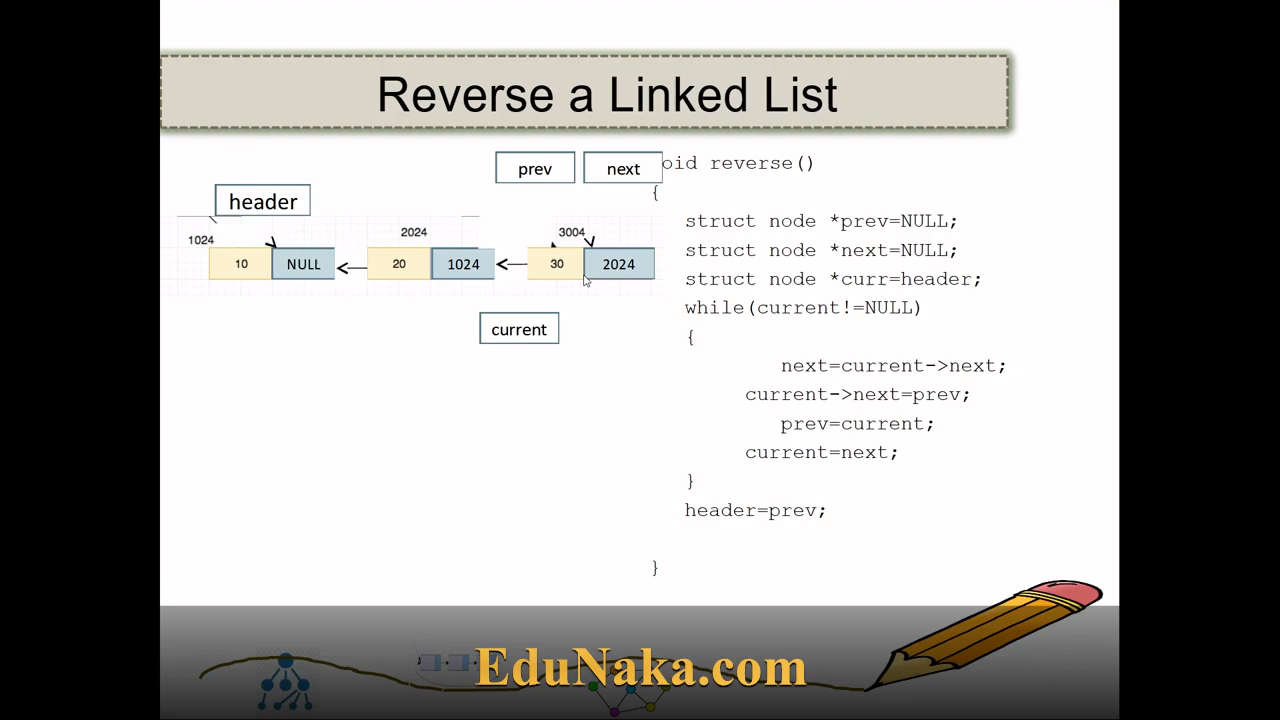 Reverse a Linked List
prev next
oid reverse()
{
header
struct node *prev=NULL;
1024 2024 3004
struct node *next=NULL;
10 NULL 20 1024 30 2024
struct node *curr=header;
while(current!=NULL)
current
{
next=current->next;
current->next=prev;
prev=current;
current=next;
}
header=prev;
}
EduNaka.com